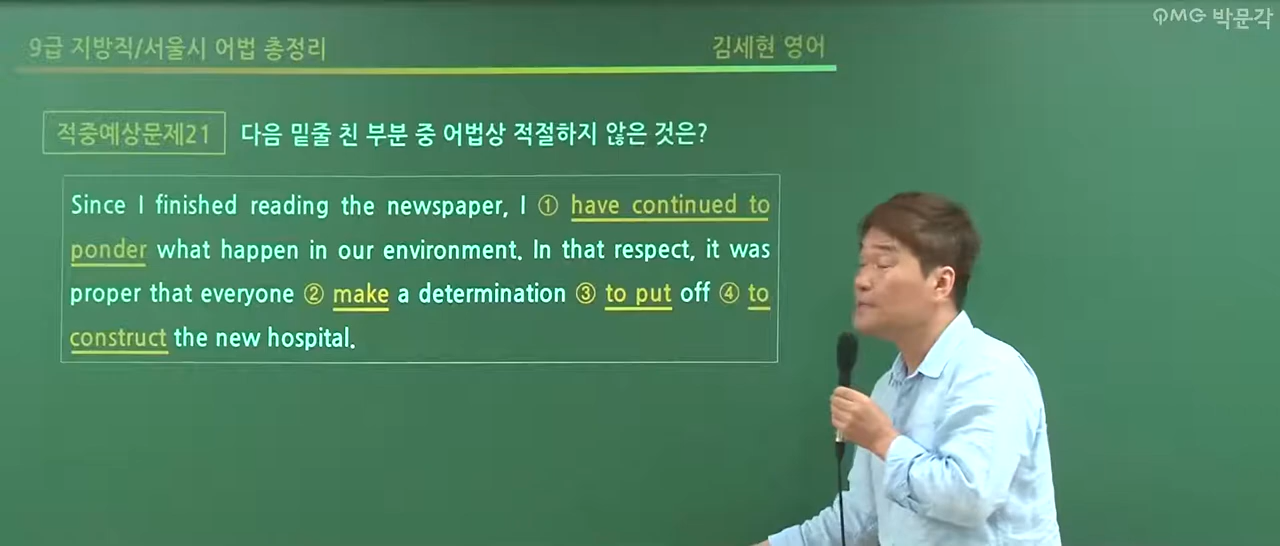 QMG 박문각
9급 지방직/서울시 어법 총정리
김세현 영어
적중예상문제21 다음 밑줄 친 부분 중 어법상 적절하지 않은 것은?
Since I finished reading the newspaper, I ① have continued to
ponder what happen in our environment. In that respect, it was
proper that everyone ② make a determination ③ to put off ④ to
construct the new hospital.